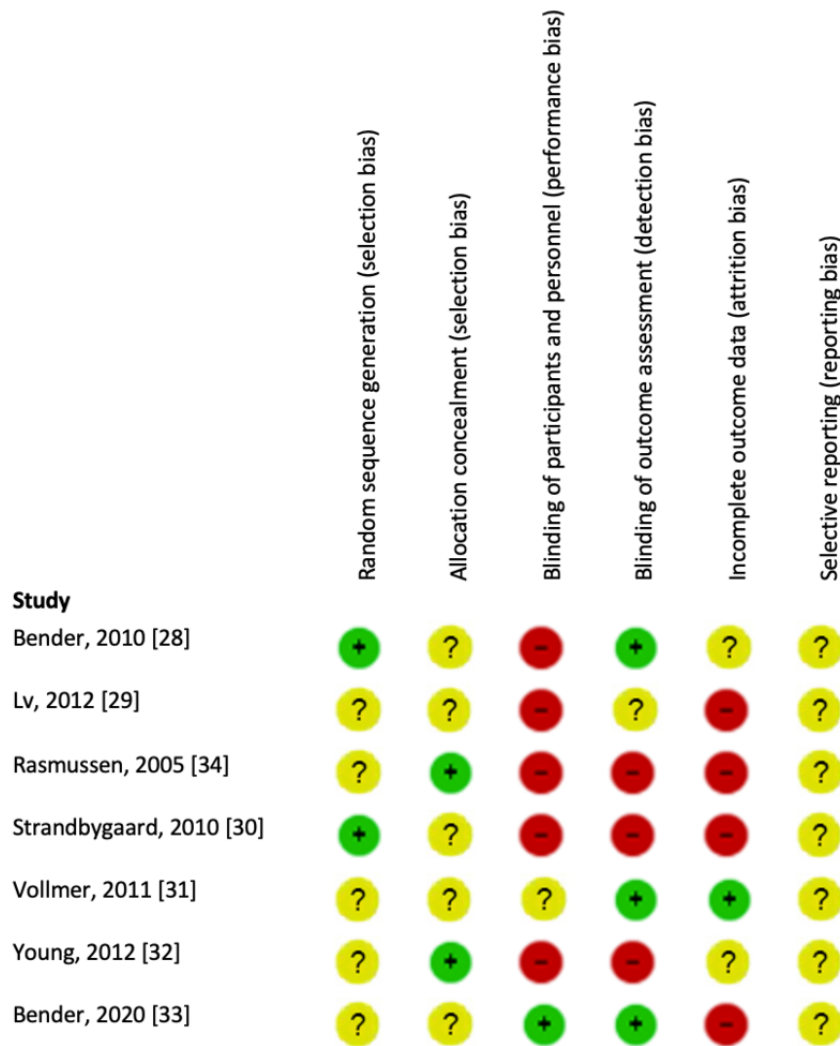 Random sequence generation (selection bias)
Allocation concealment (selection bias)
Blinding of participants and personnel (performance bias)
Blinding of outcome assessment (detection bias)
Incomplete outcome data (attrition bias)
Selective reporting (reporting bias)
Study
Bender, 2010 [28] + ? - + ? ?
Lv, 2012 [29] ? ? - ? - ?
Rasmussen, 2005 [34] ? + - - - ?
Strandbygaard, 2010 [30] + ? - - - ?
Vollmer, 2011 [31] ? ? ? + + ?
Young, 2012 [32] ? + - - ? ?
Bender, 2020 [33] ? ? + + - ?